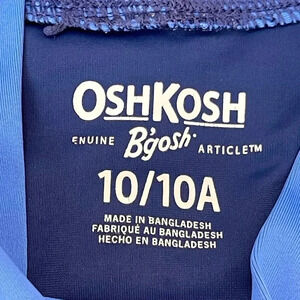 OSHKOSH
ENUINE B'gosh ARTICLE™
10/10A
MADE IN BANGLADESH
FABRIQUÉ AU BANGLADESH
HECHO EN BANGLADESH